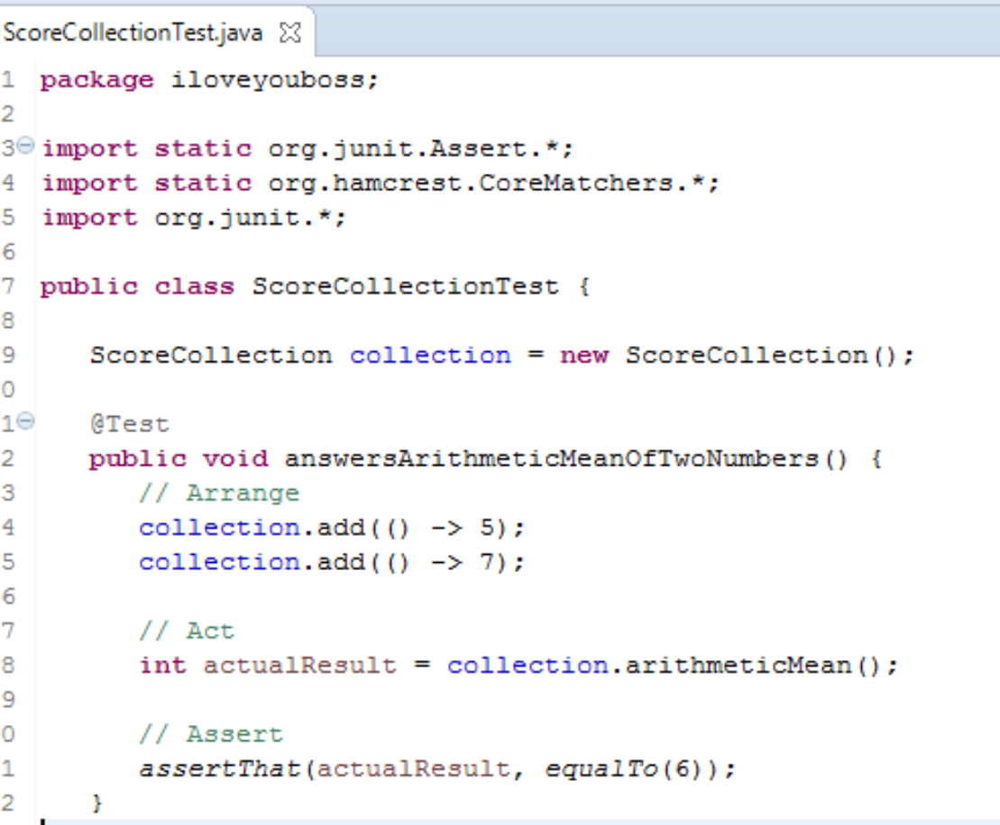 ScoreCollectionTest.java
1 package iloveyouboss;
2
3 import static org.junit.Assert.*;
4 import static org.hamcrest.CoreMatchers.*;
5 import org.junit.*;
6
7 public class ScoreCollectionTest {
8
9 ScoreCollection collection = new ScoreCollection();
0
1 @Test
2 public void answersArithmeticMeanOfTwoNumbers() {
3 // Arrange
4 collection.add(() -> 5);
5 collection.add(() -> 7);
6
7 // Act
8 int actualResult = collection.arithmeticMean();
9
0 // Assert
1 assertThat(actualResult, equalTo(6));
2 }